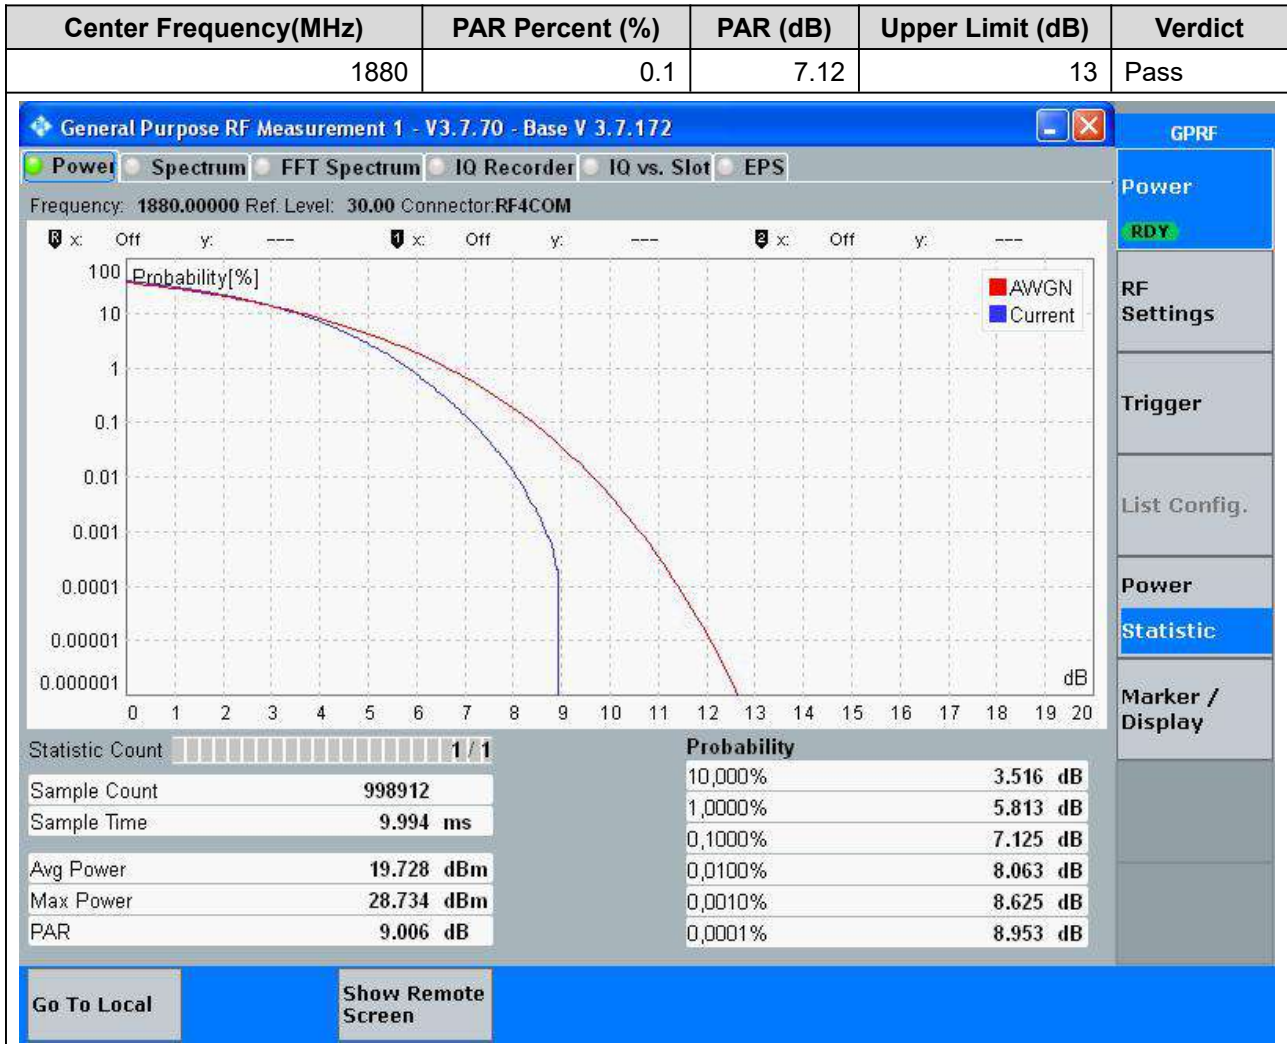 Center Frequency(MHz) PAR Percent (%) PAR (dB) Upper Limit (dB) Verdict
1880 0.1 7.12 13 Pass
General Purpose RF Measurement 1 - V3.7.70 - Base V 3.7.172
GPRF
Power Spectrum FFT Spectrum IQ Recorder IQ vs. Slot EPS
Power
RDY
Frequency: 1880.00000 Ref. Level: 30.00 Connector:RF4COM
R x: Off y: --- 1 x: Off y: --- 2 x: Off y: ---
100 Probability[%]
10
1
0.1
0.01
0.001
0.0001
0.00001
0.000001
AWGN
Current
dB
0 1 2 3 4 5 6 7 8 9 10 11 12 13 14 15 16 17 18 19 20
RF
Settings
Trigger
List Config.
Power
Statistic
Marker /
Display
Statistic Count 1 / 1
Sample Count 998912
Sample Time 9.994 ms
Avg Power 19.728 dBm
Max Power 28.734 dBm
PAR 9.006 dB
Probability
10,000% 3.516 dB
1,0000% 5.813 dB
0,1000% 7.125 dB
0,0100% 8.063 dB
0,0010% 8.625 dB
0,0001% 8.953 dB
Go To Local
Show Remote
Screen